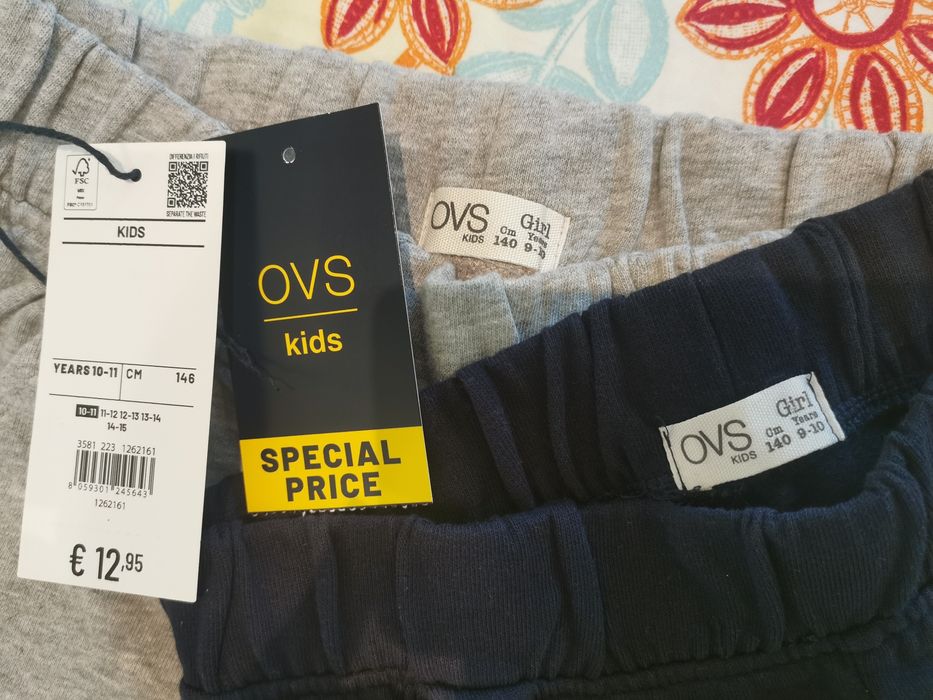 FSC
DIFFERENZIA I RIFIUTI
SEPARATE THE WASTE
KIDS
YEARS 10-11 CM 146
10-11 11-12 12-13 13-14
14-15
3581 223 1262161
8 059301 245643
1262161
€ 12,95
OVS
kids
SPECIAL
PRICE
OVS
KIDS
Girl
Cm Years
140 9-10
OVS
KIDS
Girl
Cm Years
140 9-10